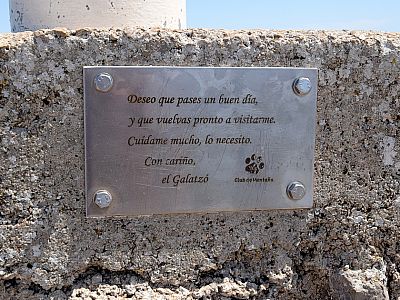 Deseo que pases un buen día,
y que vuelvas pronto a visitarme.
Cuídame mucho, lo necesito.
Con cariño,
el Galatzó
Club de Montaña